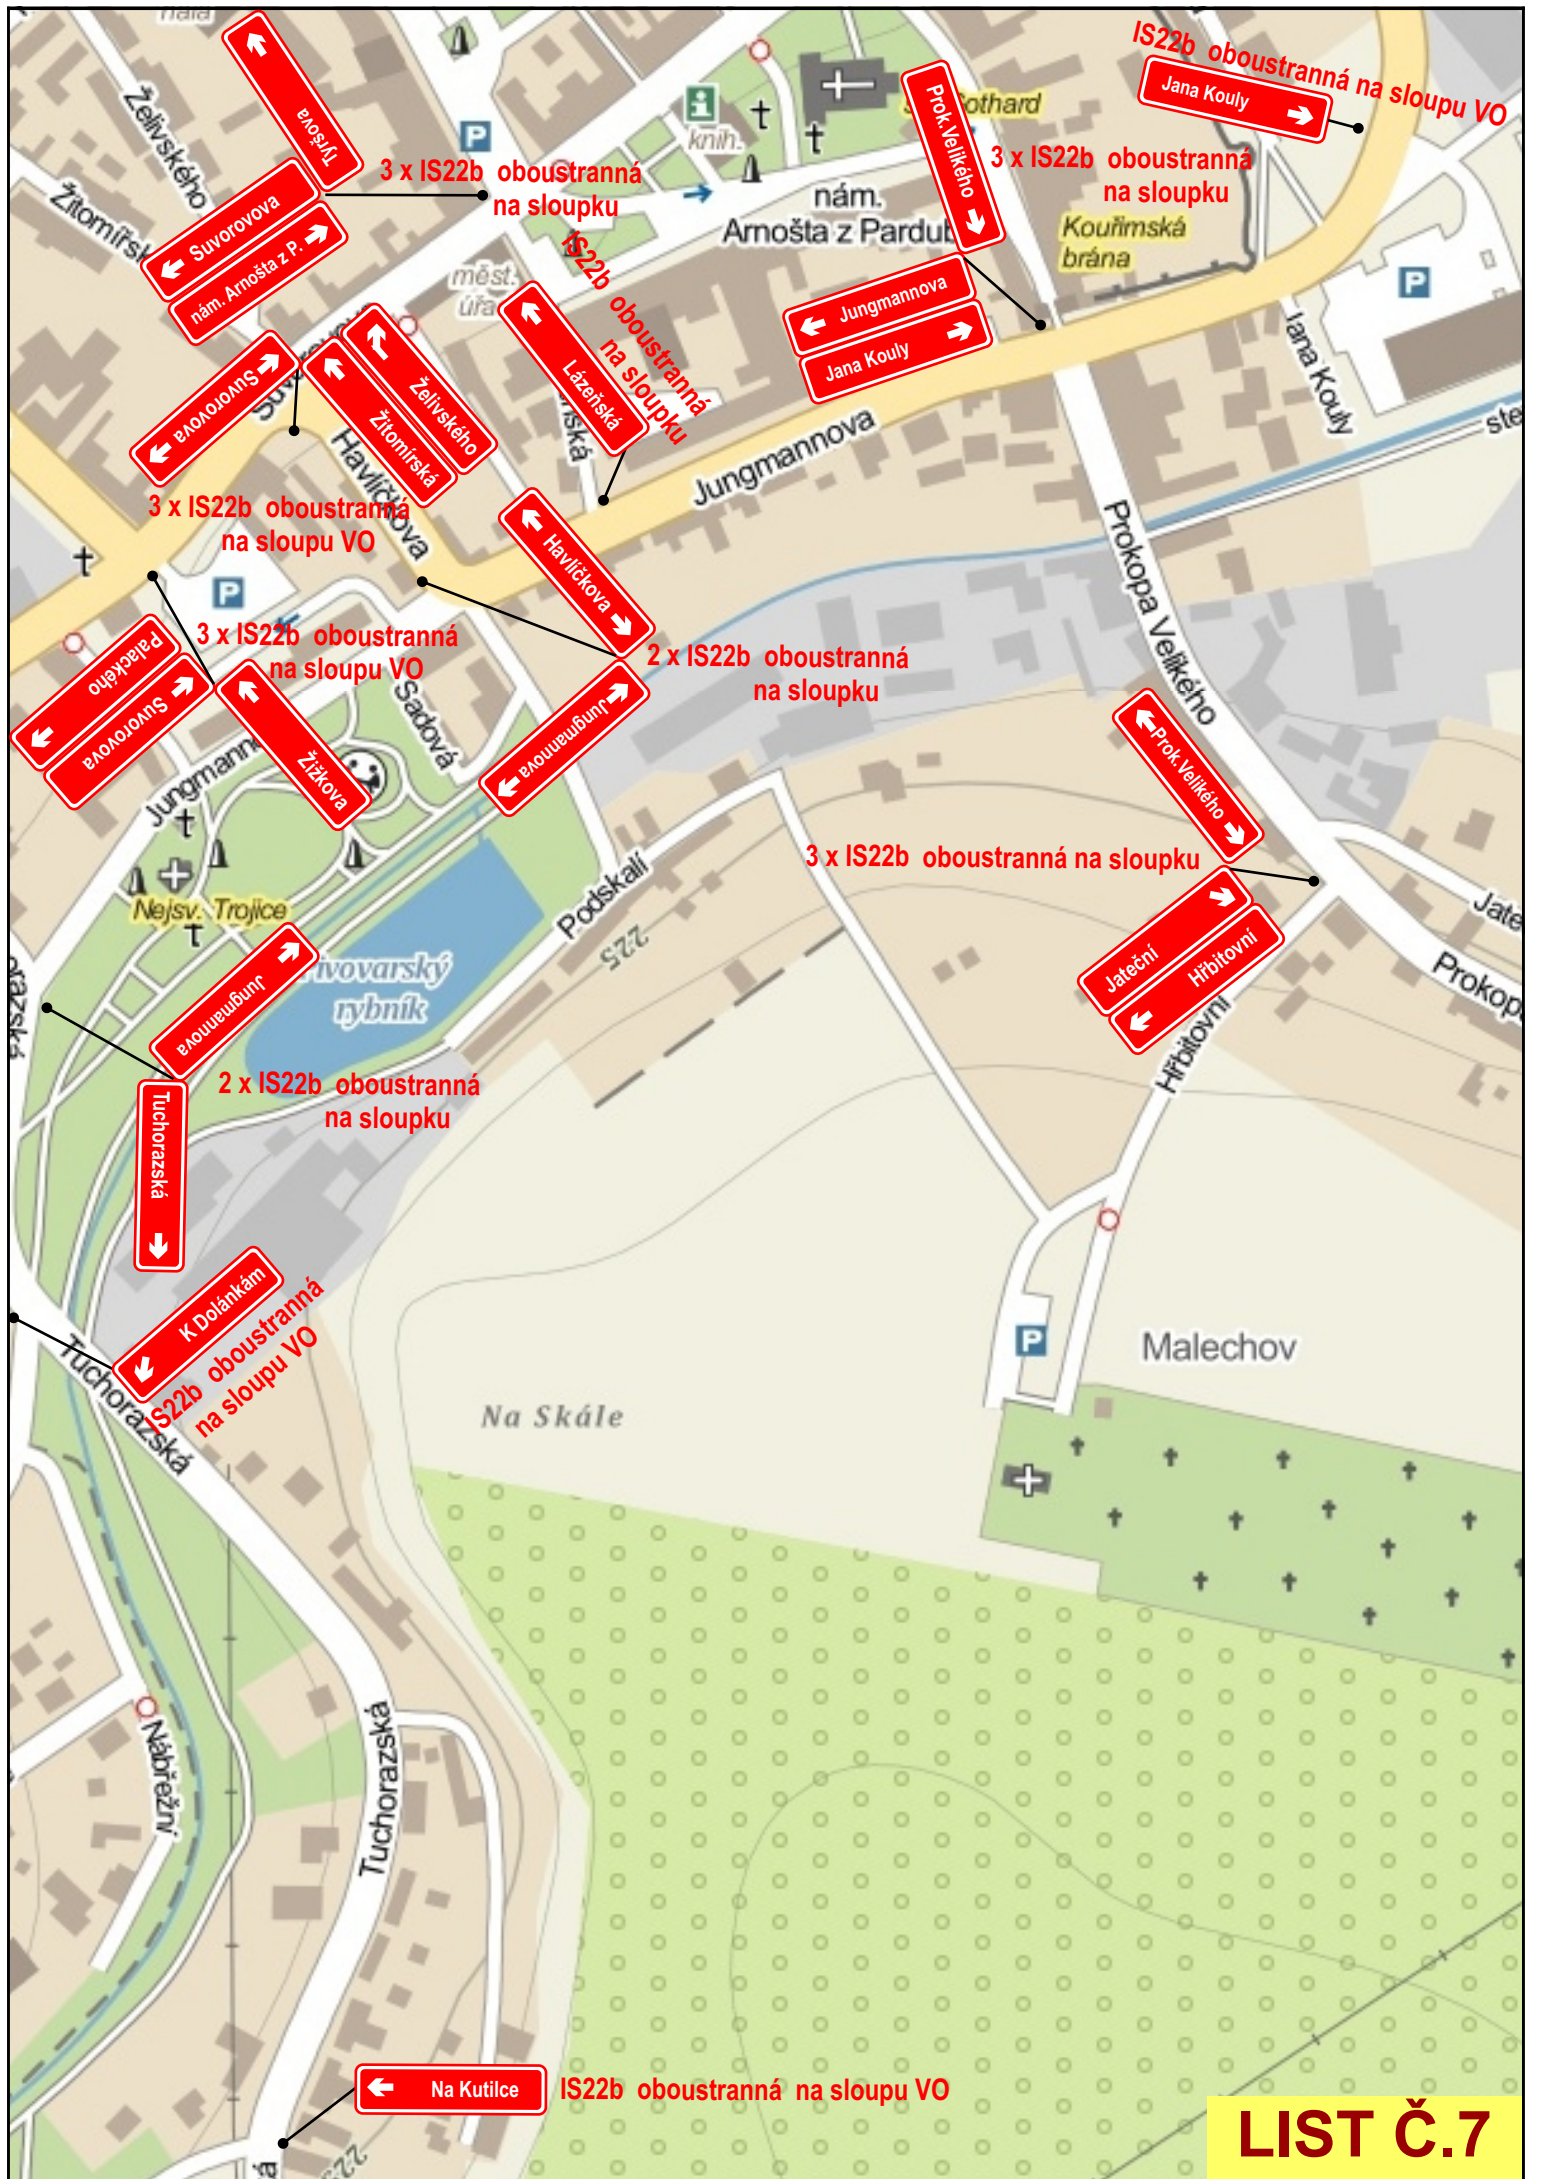 Tyršova
Suvorovova
nám. Arnošta z P.
3 x IS22b oboustranná
na sloupku
Želivského
knih.
nám.
Prok.Velikého
3 x IS22b oboustranná
na sloupku
IS22b oboustranná na sloupu VO
Jana Kouly
Kouřimská
brána
měst.
Jungmannova
Jana Kouly
Jana Kouly
IS22b oboustranná
na sloupku
Lázeňská
Želivského
Žitomírská
Suvorovova
3 x IS22b oboustranná
na sloupu VO
Havlíčkova
Jungmannova
Prokopa Velikého
Havlíčkova
Jungmannova
2 x IS22b oboustranná
na sloupku
3 x IS22b oboustranná
na sloupu VO
Palackého
Suvorovova
Žižkova
Sadová
Nejsv. Trojice
Podskalí
225
Prok.Velikého
3 x IS22b oboustranná na sloupku
Jateční
Hřbitovní
Hřbitovní
Jungmannova
rybník
Tuchorazská
2 x IS22b oboustranná
na sloupku
K Dolánkám
IS22b oboustranná
na sloupu VO
Tuchorazská
Malechov
Na Skále
Nábřežní
Tuchorazská
Na Kutilce
IS22b oboustranná na sloupu VO
222
LIST Č.7